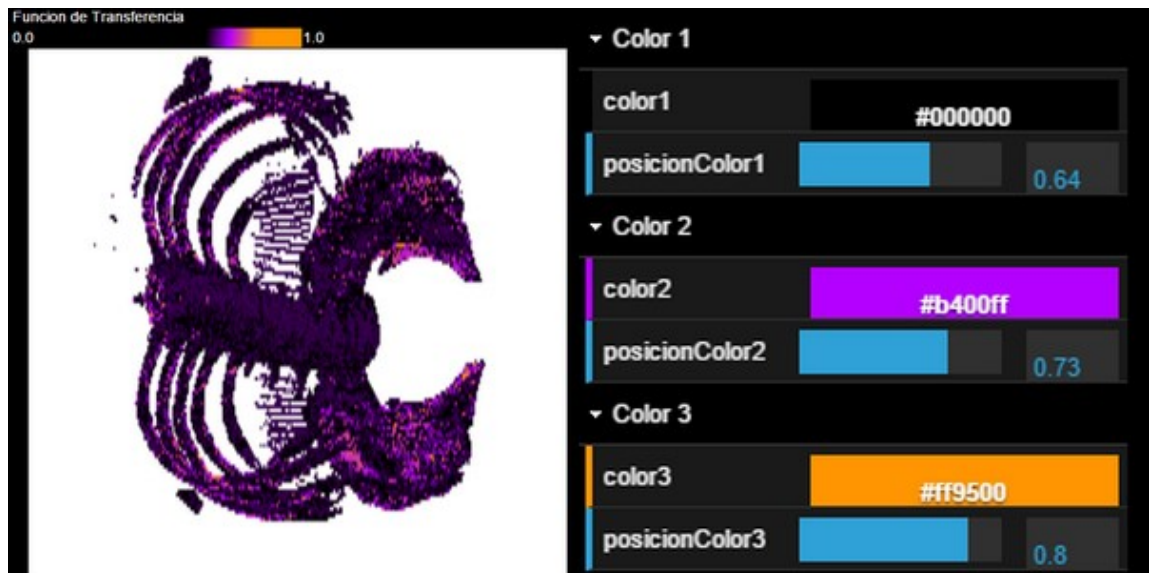 Funcion de Transferencia
0.0 1.0
Color 1
color1 #000000
posicionColor1 0.64
Color 2
color2 #b400ff
posicionColor2 0.73
Color 3
color3 #ff9500
posicionColor3 0.8